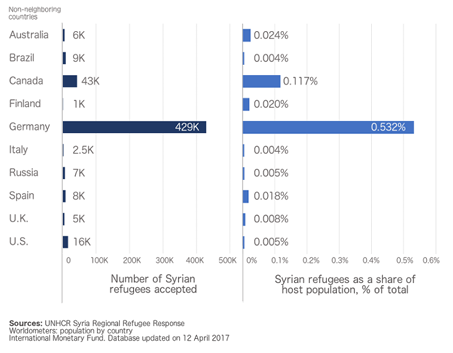 Non-neighboring
countries
Australia 6K 0.024%
Brazil 9K 0.004%
Canada 43K 0.117%
Finland 1K 0.020%
Germany 429K 0.532%
Italy 2.5K 0.004%
Russia 7K 0.005%
Spain 8K 0.018%
U.K. 5K 0.008%
U.S. 16K 0.005%
0 100K 200K 300K 400K 500K 0% 0.1% 0.2% 0.3% 0.4% 0.5% 0.6%
Number of Syrian
refugees accepted
Syrian refugees as a share of
host population, % of total
Sources: UNHCR Syria Regional Refugee Response
Worldometers: population by country
International Monetary Fund. Database updated on 12 April 2017